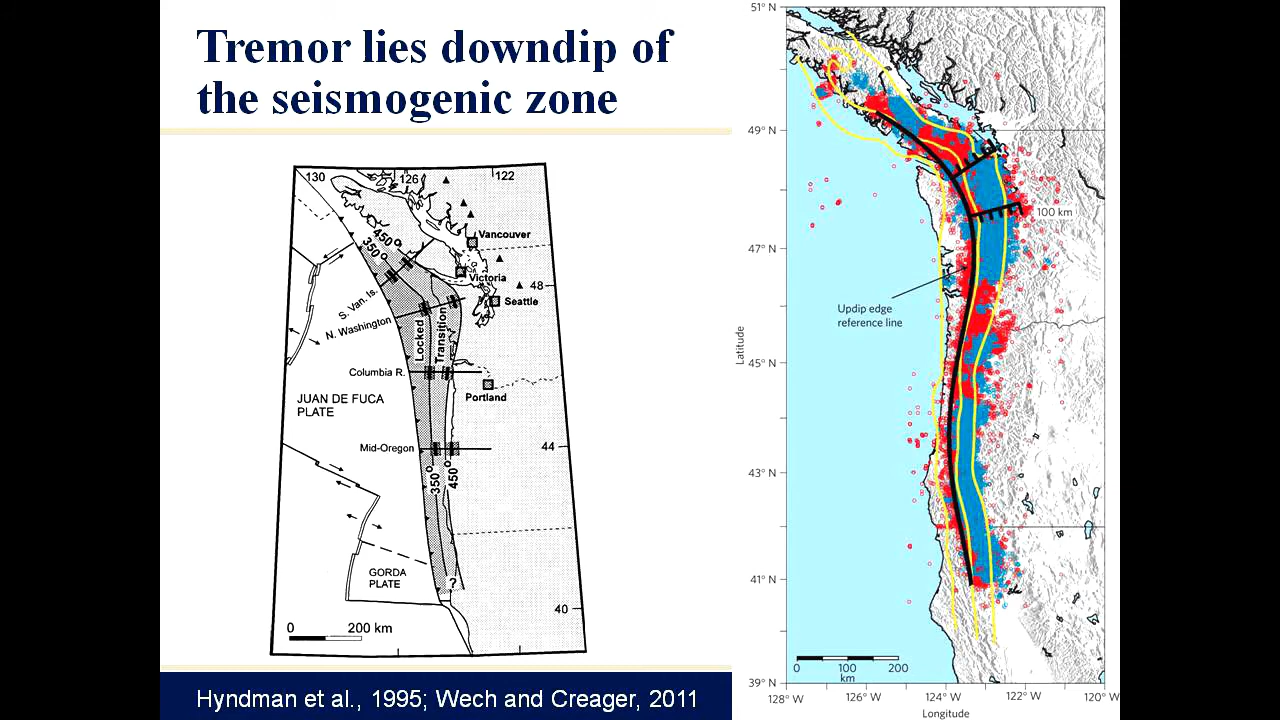 Tremor lies downdip of
the seismogenic zone
130
126
122
450°
350°
Vancouver
Victoria
48
Seattle
S. Van. Is.
N. Washington
Locked
Transition
Columbia R.
Portland
JUAN DE FUCA
PLATE
Mid-Oregon
44
350°
450°
GORDA
PLATE
?
40
0 200 km
Hyndman et al., 1995; Wech and Creager, 2011
51° N
49° N
47° N
45° N
43° N
41° N
39° N
Latitude
100 km
Updip edge
reference line
0 100 200
km
128° W 126° W 124° W 122° W 120° W
Longitude